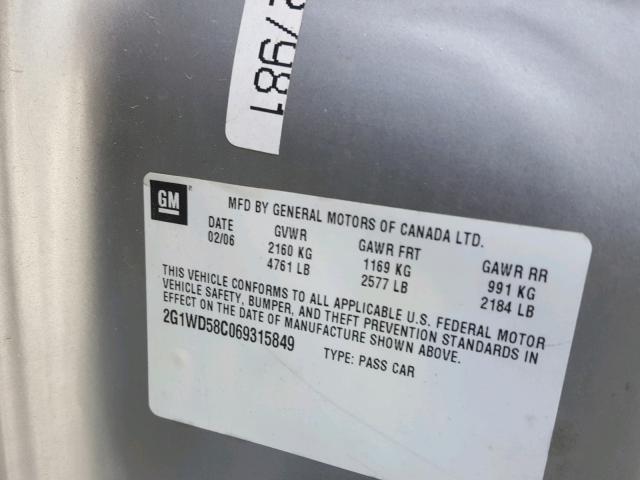 27981
GM
MFD BY GENERAL MOTORS OF CANADA LTD.
DATE GVWR GAWR FRT GAWR RR
02/06 2160 KG 1169 KG 991 KG
4761 LB 2577 LB 2184 LB
THIS VEHICLE CONFORMS TO ALL APPLICABLE U.S. FEDERAL MOTOR
VEHICLE SAFETY, BUMPER, AND THEFT PREVENTION STANDARDS IN
EFFECT ON THE DATE OF MANUFACTURE SHOWN ABOVE.
2G1WD58C069315849 TYPE: PASS CAR